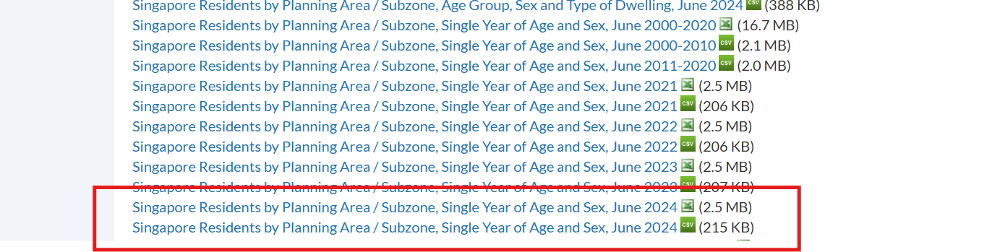 Singapore Residents by Planning Area / Subzone, Age Group, Sex and Type of Dwelling, June 2024 CSV (388 KB)
Singapore Residents by Planning Area / Subzone, Single Year of Age and Sex, June 2000-2020 (16.7 MB)
Singapore Residents by Planning Area / Subzone, Single Year of Age and Sex, June 2000-2010 CSV (2.1 MB)
Singapore Residents by Planning Area / Subzone, Single Year of Age and Sex, June 2011-2020 CSV (2.0 MB)
Singapore Residents by Planning Area / Subzone, Single Year of Age and Sex, June 2021 (2.5 MB)
Singapore Residents by Planning Area / Subzone, Single Year of Age and Sex, June 2021 CSV (206 KB)
Singapore Residents by Planning Area / Subzone, Single Year of Age and Sex, June 2022 (2.5 MB)
Singapore Residents by Planning Area / Subzone, Single Year of Age and Sex, June 2022 CSV (206 KB)
Singapore Residents by Planning Area / Subzone, Single Year of Age and Sex, June 2023 (2.5 MB)
Singapore Residents by Planning Area / Subzone, Single Year of Age and Sex, June 2023 CSV (207 KB)
Singapore Residents by Planning Area / Subzone, Single Year of Age and Sex, June 2024 (2.5 MB)
Singapore Residents by Planning Area / Subzone, Single Year of Age and Sex, June 2024 CSV (215 KB)